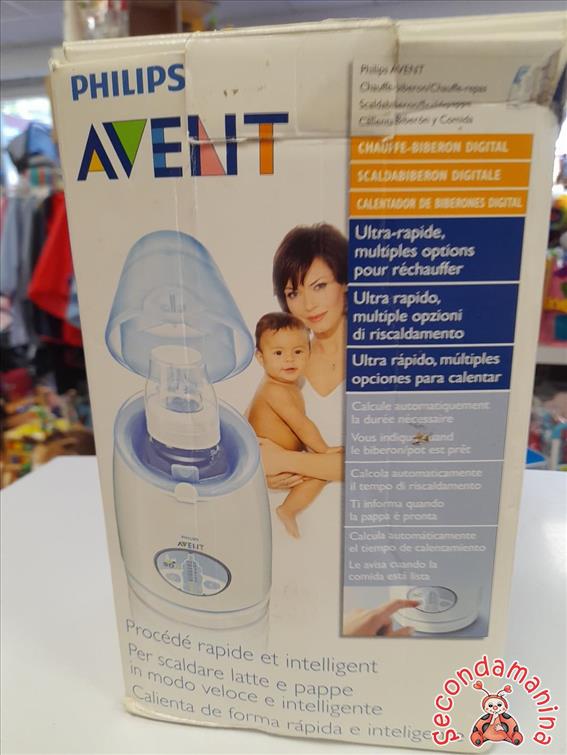 PHILIPS
AVENT
Philips AVENT
Chauffe-biberon/Chauffe-repas
Scaldabiberon/Scaldapappe
Calienta Biberón y Comida
CHAUFFE-BIBERON DIGITAL
SCALDABIBERON DIGITALE
CALENTADOR DE BIBERONES DIGITAL
Ultra-rapide,
multiples options
pour réchauffer
Ultra rapido,
multiple opzioni
di riscaldamento
Ultra rápido, múltiples
opciones para calentar
Calcule automatiquement
la durée nécessaire
Vous indique quand
le biberon/pot est prêt
Calcola automaticamente
il tempo di riscaldamento
Ti informa quando
la pappa è pronta
Calcula automáticamente
el tiempo de calentamiento
Le avisa cuando la
comida está lista
PHILIPS
AVENT
Procédé rapide et intelligent
Per scaldare latte e pappe
in modo veloce e intelligente
Calienta de forma rápida e
secondamanina